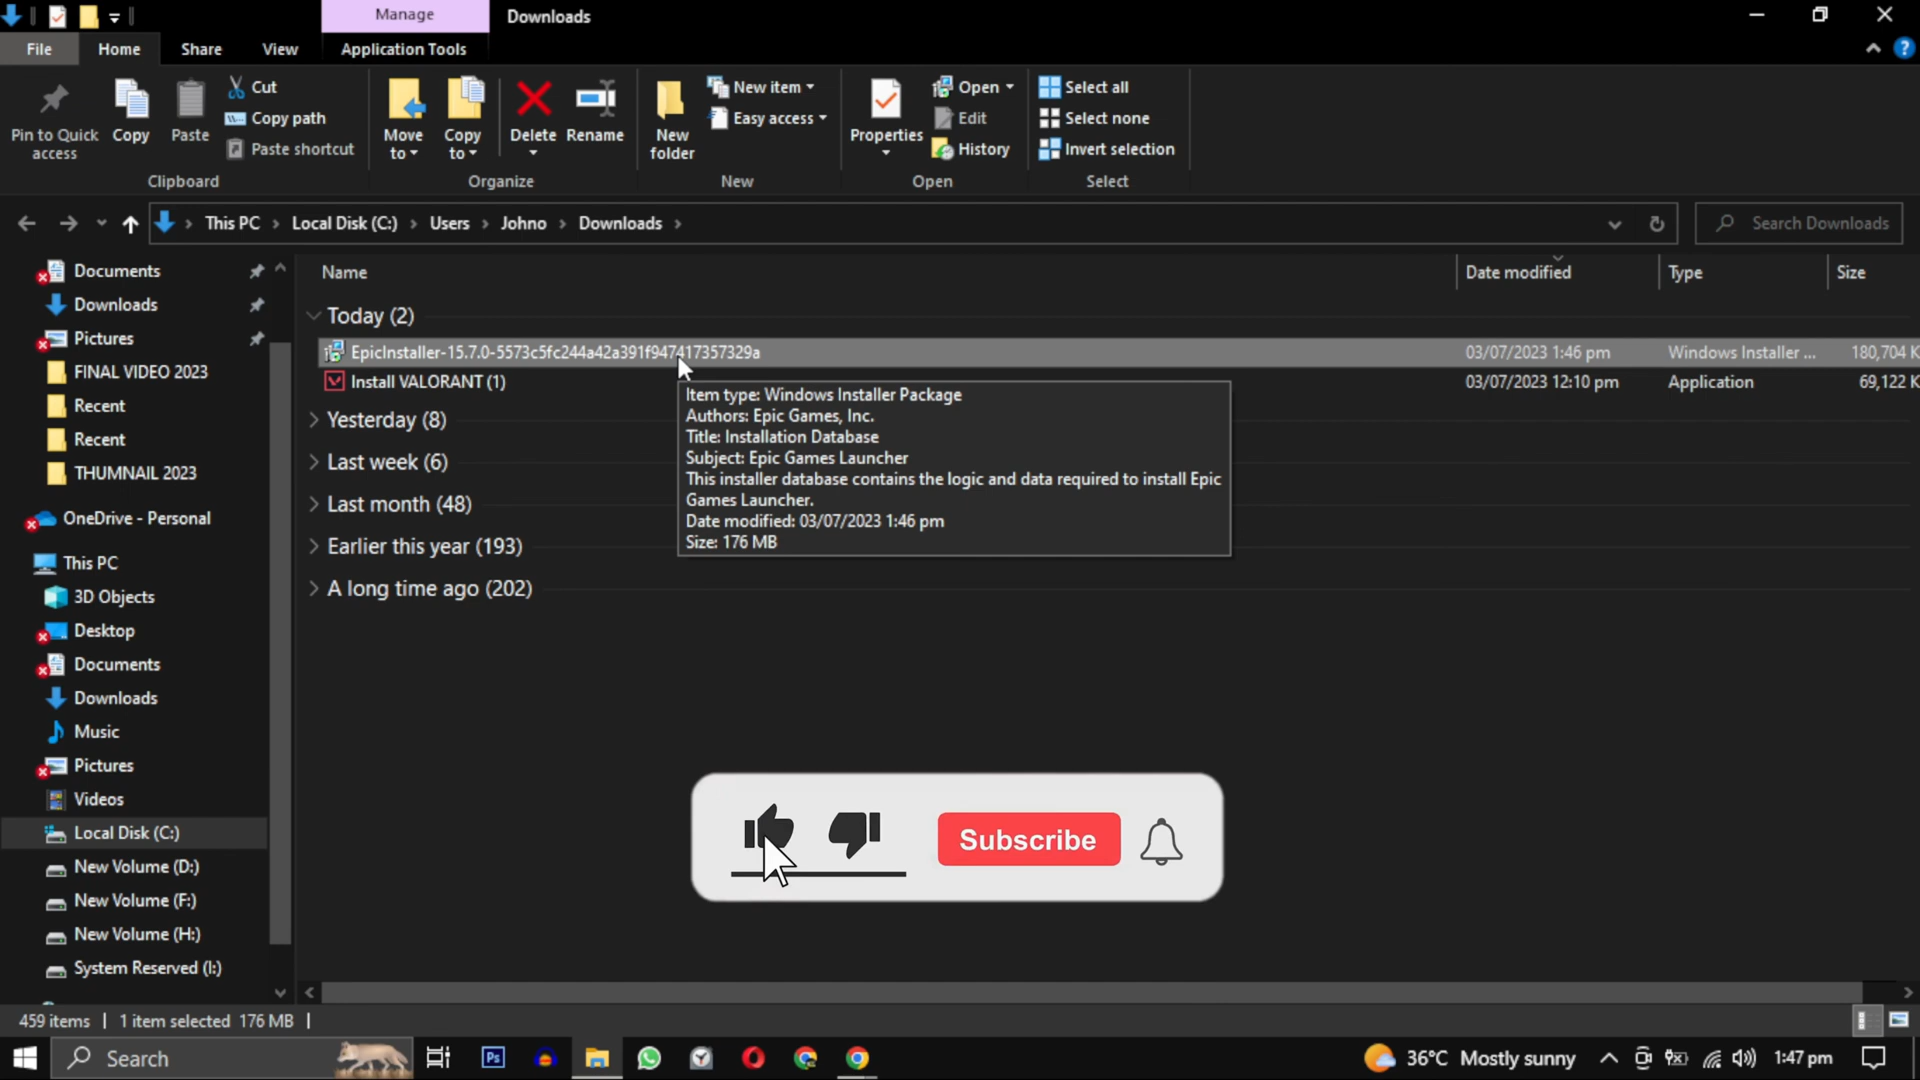 Manage
Downloads
File
Home
Share
View
Application Tools
Pin to Quick access
Copy
Paste
Cut
Copy path
Paste shortcut
Move to
Copy to
Delete
Rename
New folder
New item
Easy access
Properties
Open
Edit
History
Select all
Select none
Invert selection
Clipboard
Organize
New
Open
Select
This PC
Local Disk (C:)
Users
Johno
Downloads
Search Downloads
Documents
Downloads
Pictures
FINAL VIDEO 2023
Recent
Recent
THUMNAIL 2023
OneDrive - Personal
This PC
3D Objects
Desktop
Documents
Downloads
Music
Pictures
Videos
Local Disk (C:)
New Volume (D:)
New Volume (F:)
New Volume (H:)
System Reserved (I:)
Name
Date modified
Type
Size
Today (2)
EpicInstaller-15.7.0-5573c5fc244a42a391f947417357329a
03/07/2023 1:46 pm
Windows Installer ...
180,704 K
Install VALORANT (1)
03/07/2023 12:10 pm
Application
69,122 K
Yesterday (8)
Last week (6)
Last month (48)
Earlier this year (193)
A long time ago (202)
Item type: Windows Installer Package
Authors: Epic Games, Inc.
Title: Installation Database
Subject: Epic Games Launcher
This installer database contains the logic and data required to install Epic
Games Launcher.
Date modified: 03/07/2023 1:46 pm
Size: 176 MB
Subscribe
459 items
1 item selected 176 MB
Search
Ps
36°C Mostly sunny
1:47 pm